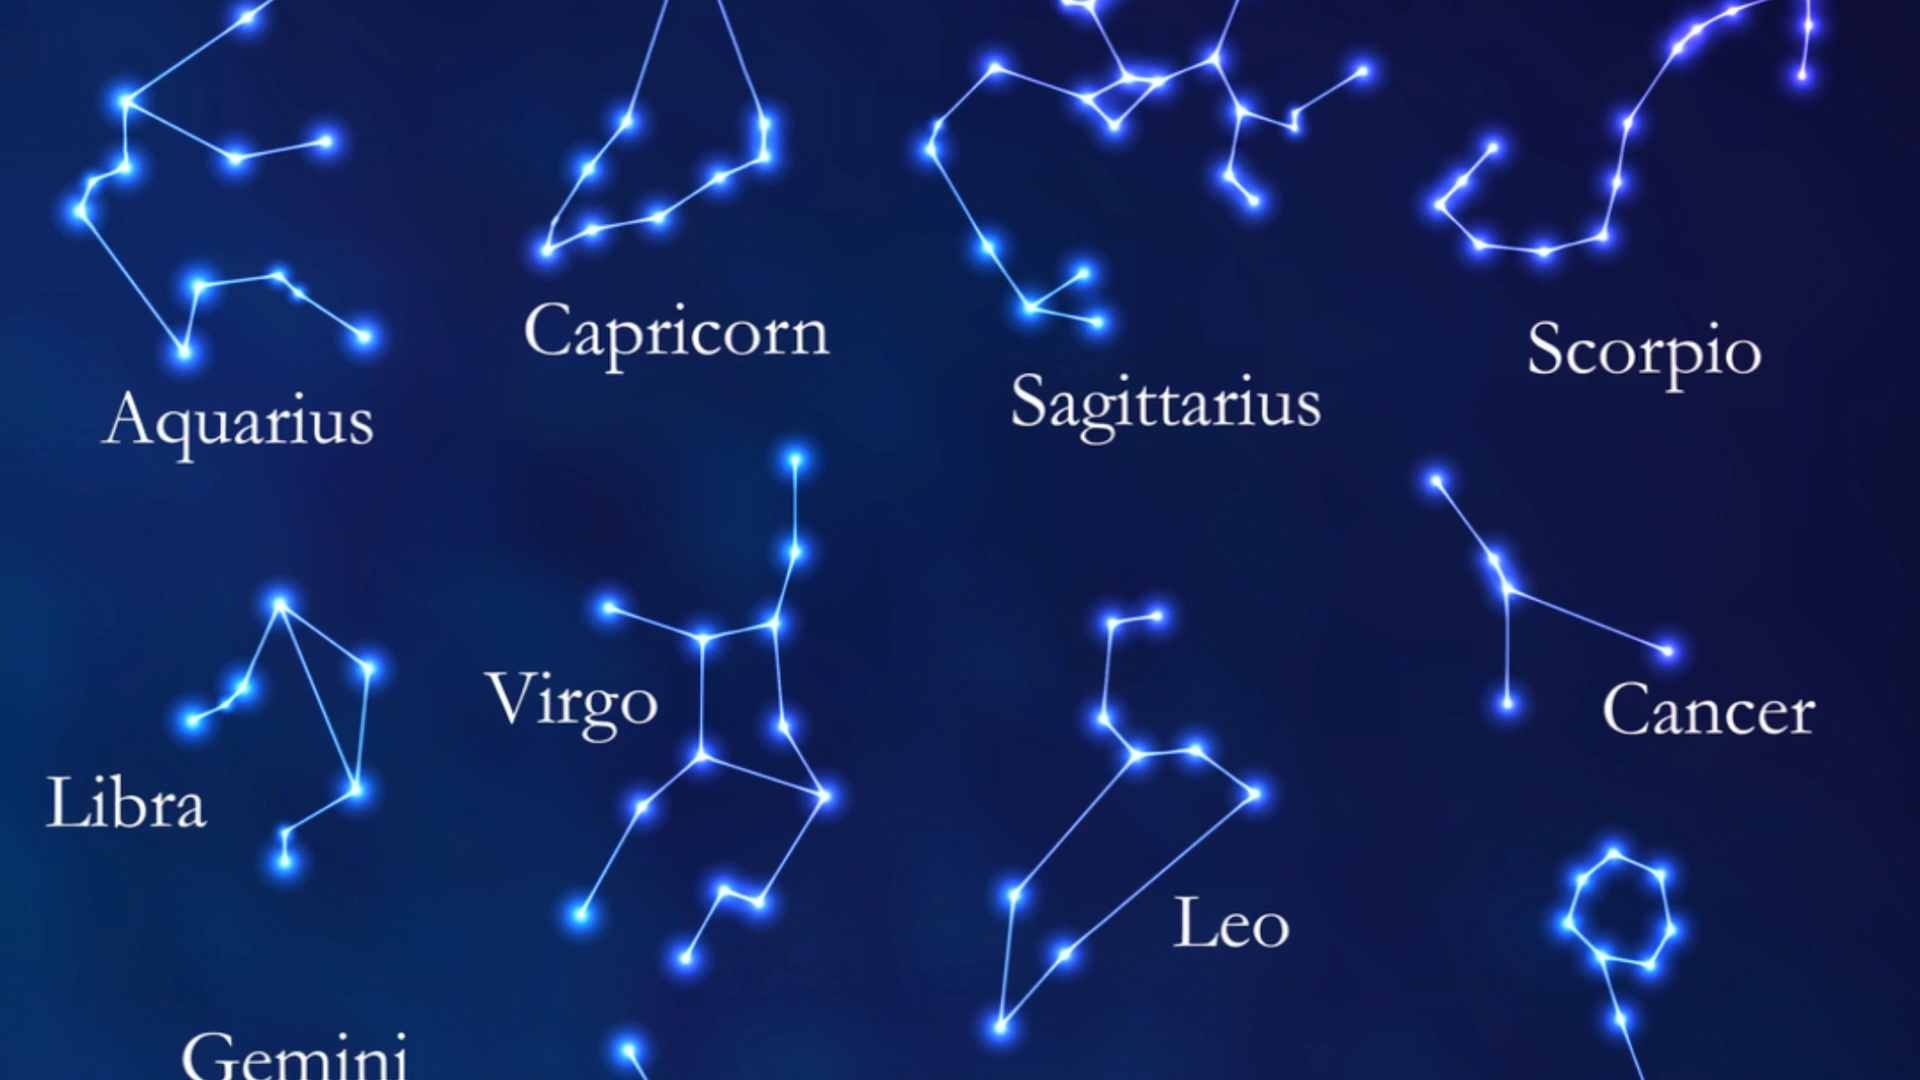 Capricorn
Scorpio
Sagittarius
Aquarius
Virgo
Cancer
Libra
Leo
Gemini